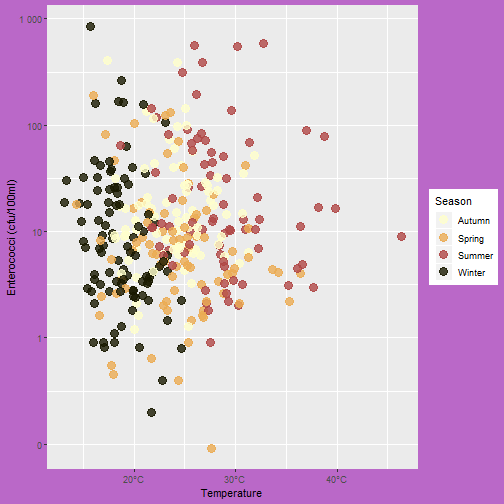 1 000
100
10
1
0
Enterococci (cfu/100ml)
20°C
30°C
40°C
Temperature
Season
Autumn
Spring
Summer
Winter